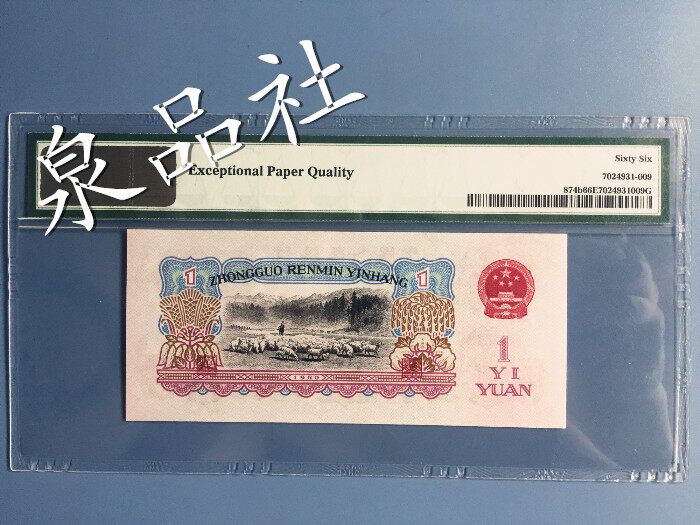 泉品社
Exceptional Paper Quality
Sixty Six
7024931-009
874b66E7024931009G
ZHONGGUO RENMIN YINHANG
1 1
1960
1
YI
YUAN